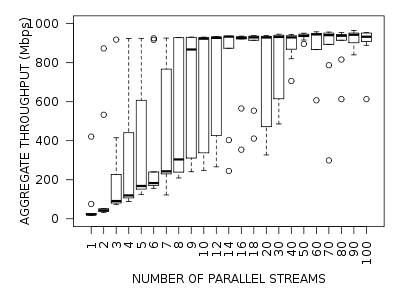 AGGREGATE THROUGHPUT (Mbps)
1000
800
600
400
200
0
1 2 3 4 5 6 7 8 9 10 12 14 16 18 20 30 40 50 60 70 80 90 100
NUMBER OF PARALLEL STREAMS